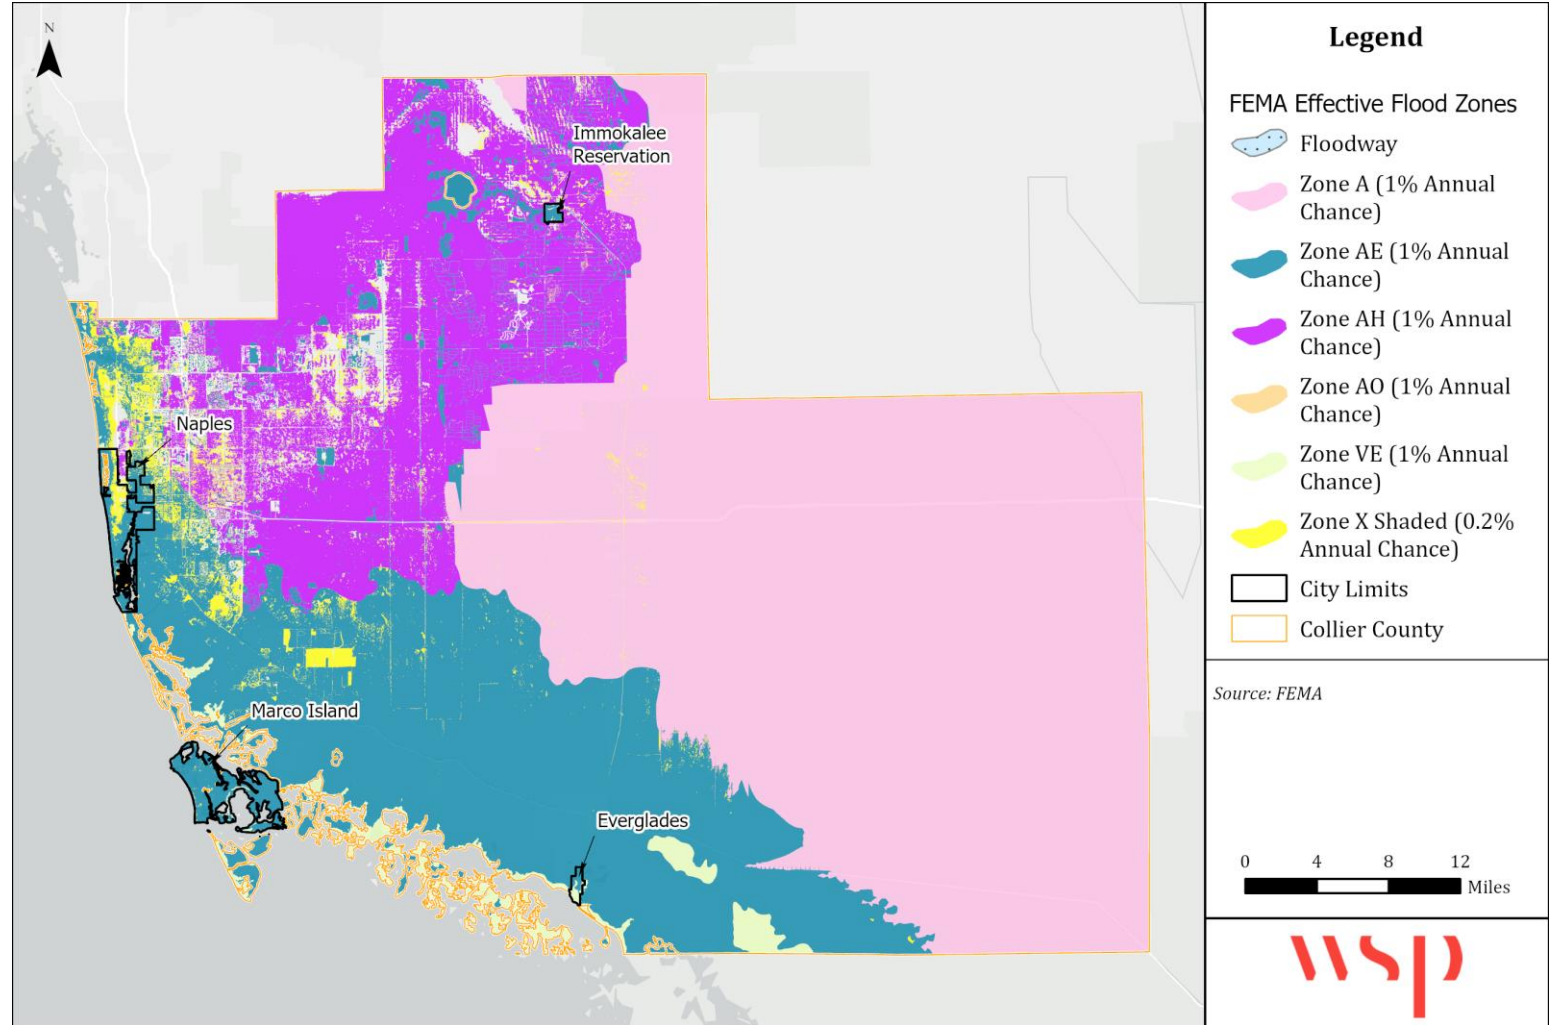 N
Immokalee
Reservation
Naples
Marco Island
Everglades
Legend
FEMA Effective Flood Zones
Floodway
Zone A (1% Annual
Chance)
Zone AE (1% Annual
Chance)
Zone AH (1% Annual
Chance)
Zone AO (1% Annual
Chance)
Zone VE (1% Annual
Chance)
Zone X Shaded (0.2%
Annual Chance)
City Limits
Collier County
Source: FEMA
0 4 8 12
Miles
wsp